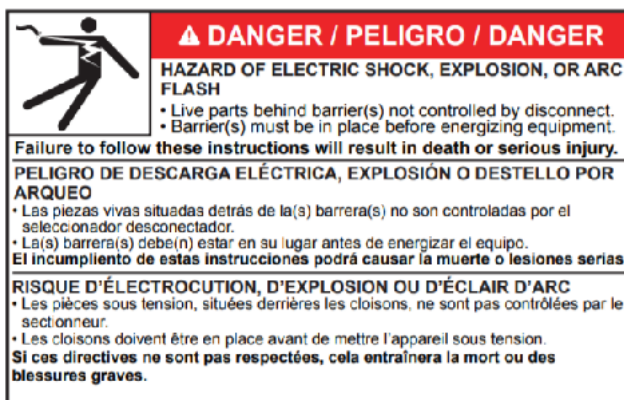 ⚠ DANGER / PELIGRO / DANGER
HAZARD OF ELECTRIC SHOCK, EXPLOSION, OR ARC
FLASH
• Live parts behind barrier(s) not controlled by disconnect.
• Barrier(s) must be in place before energizing equipment.
Failure to follow these instructions will result in death or serious injury.
PELIGRO DE DESCARGA ELÉCTRICA, EXPLOSIÓN O DESTELLO POR
ARQUEO
• Las piezas vivas situadas detrás de la(s) barrera(s) no son controladas por el
seleccionador desconectador.
• La(s) barrera(s) debe(n) estar en su lugar antes de energizar el equipo.
El incumpliento de estas instrucciones podrá causar la muerte o lesiones serias
RISQUE D'ÉLECTROCUTION, D'EXPLOSION OU D'ÉCLAIR D'ARC
• Les pièces sous tension, situées derrières les cloisons, ne sont pas contrôlées par le
sectionneur.
• Les cloisons doivent être en place avant de mettre l'appareil sous tension.
Si ces directives ne sont pas respectées, cela entraînera la mort ou des
blessures graves.